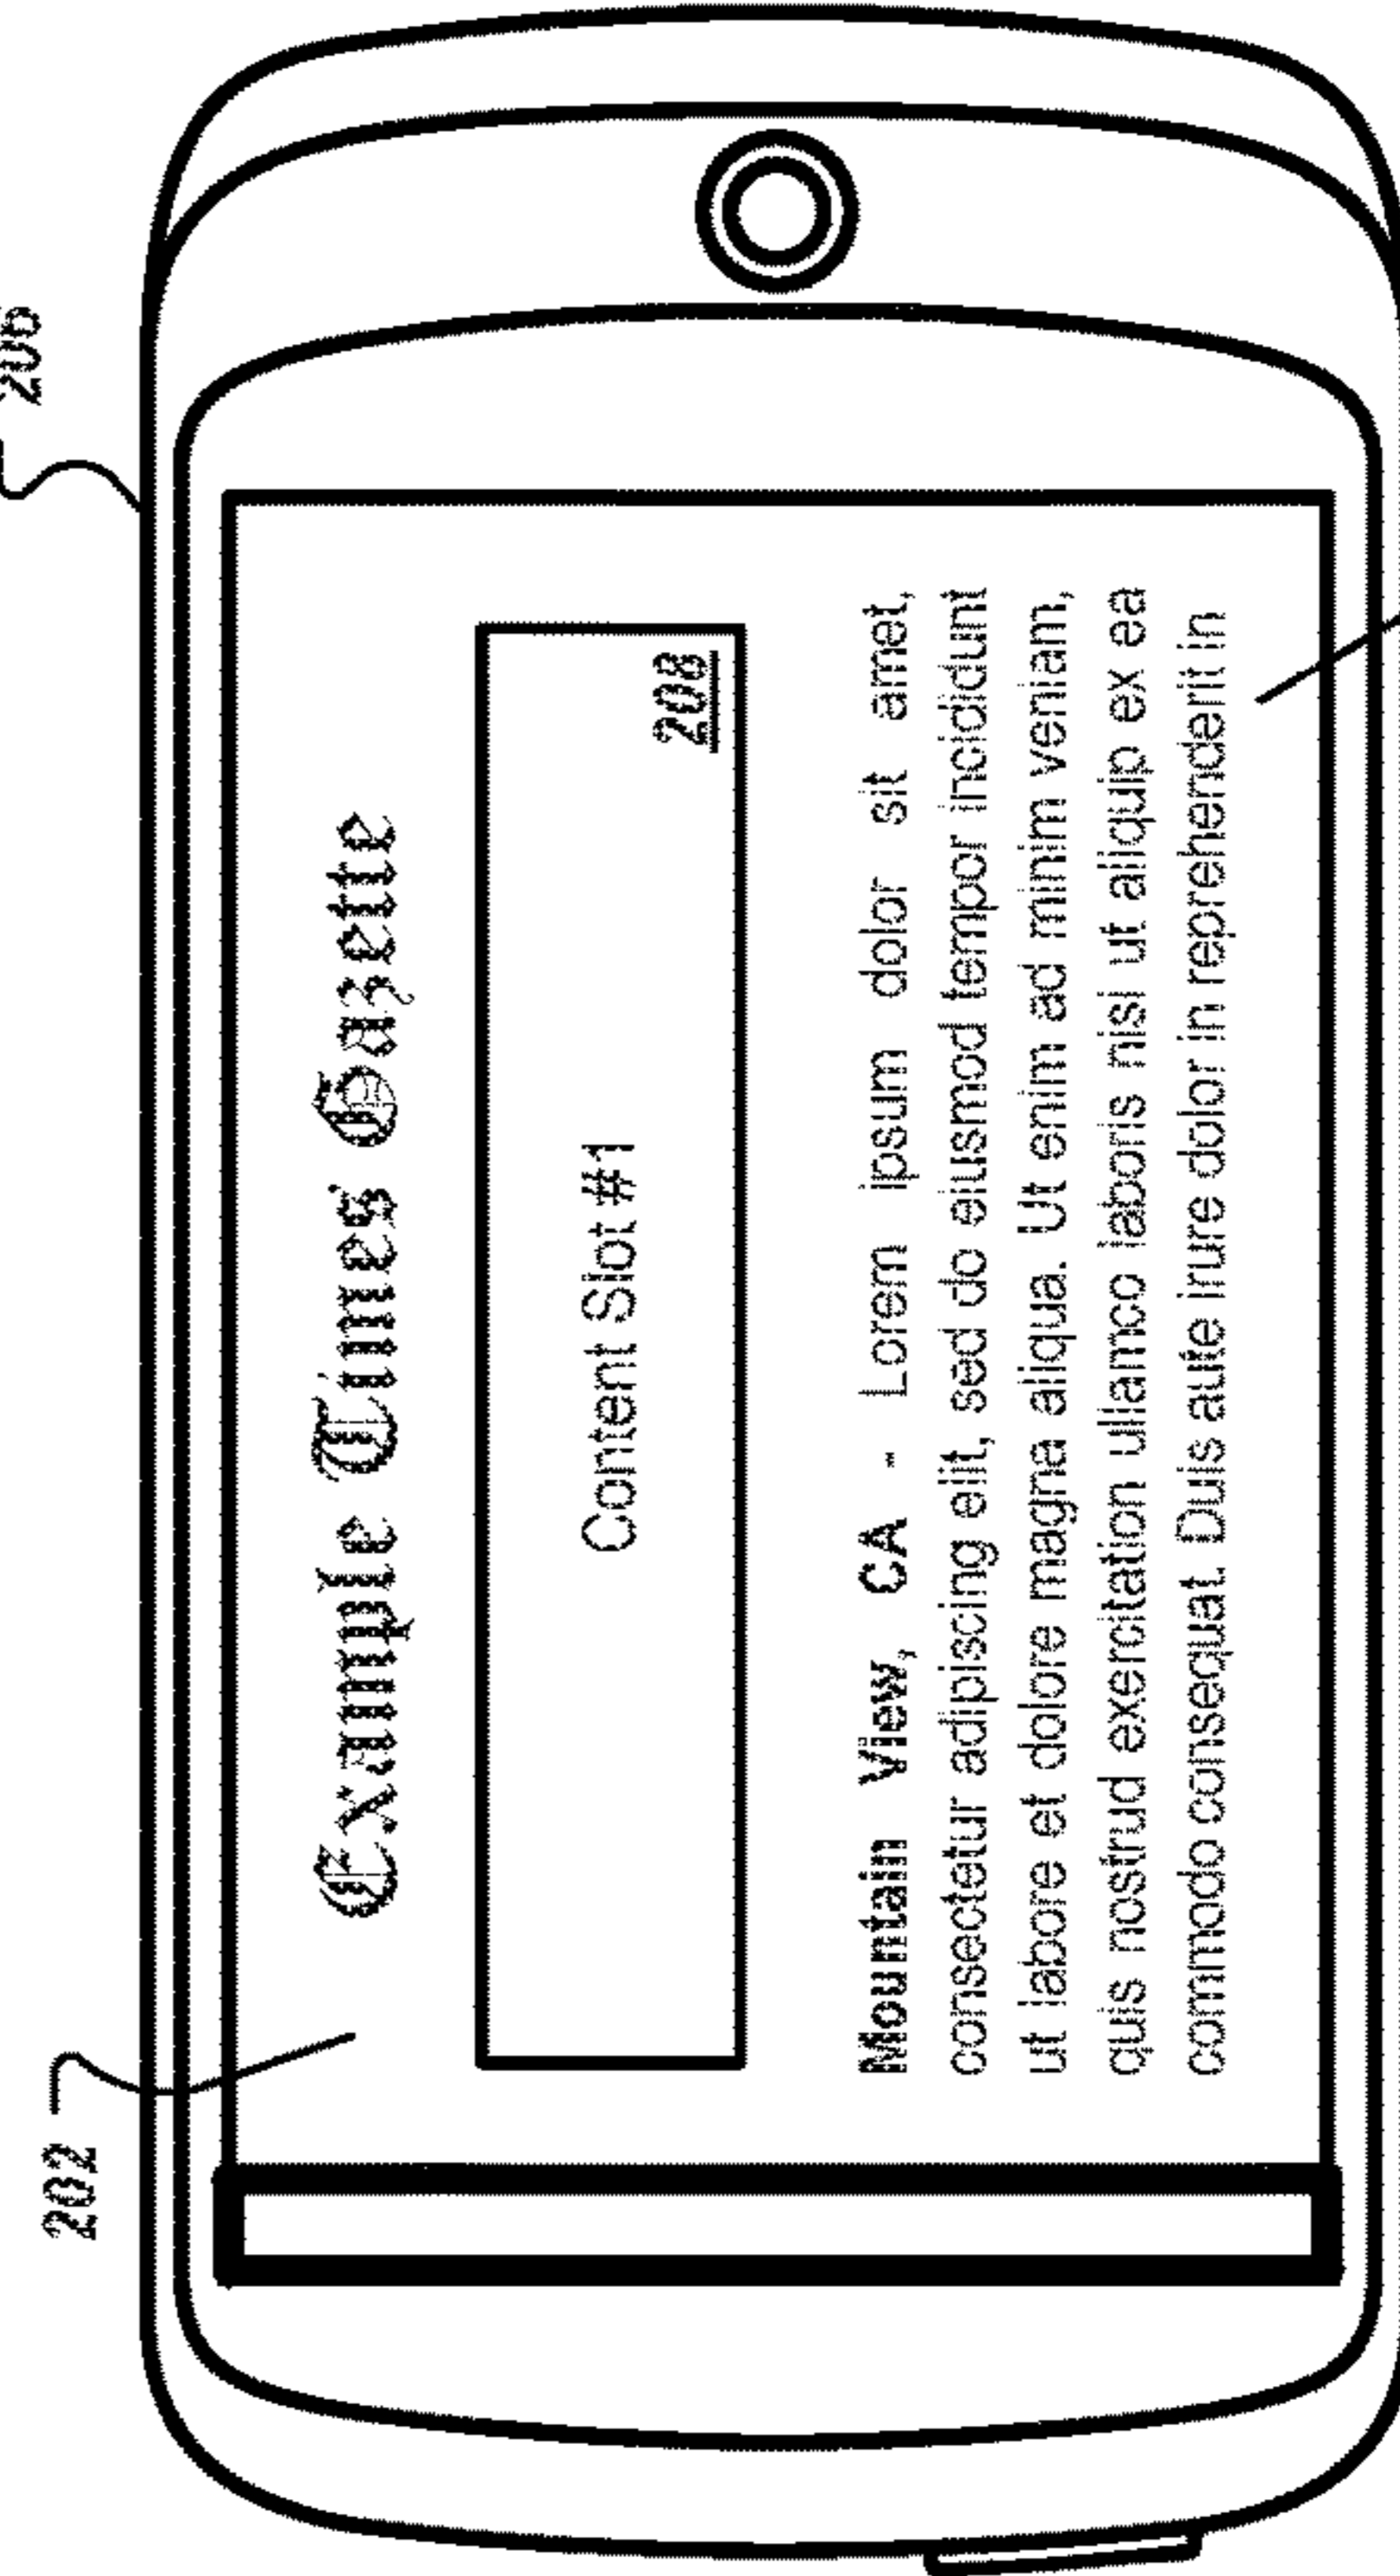 206
202
Example Times Gazette
Content Slot #1
208
Mountain View, CA - Lorem ipsum dolor sit amet,
consectetur adipiscing elit, sed do eiusmod tempor incididunt
ut labore et dolore magna aliqua. Ut enim ad minim veniam,
quis nostrud exercitation ullamco laboris nisi ut aliquip ex ea
commodo consequat. Duis aute irure dolor in reprehenderit in